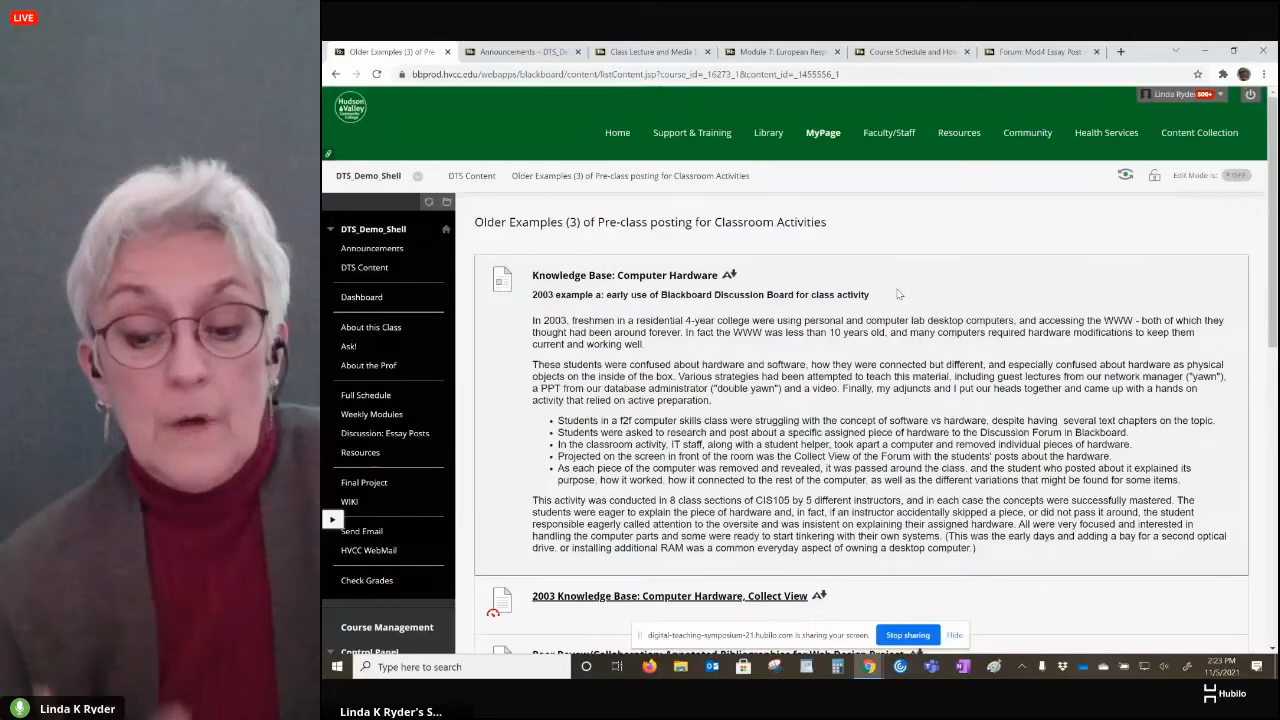 LIVE
Older Examples (3) of Pre
Announcements – DTS_De
Class Lecture and Media
Module 7: European Resp
Course Schedule and Ho
Forum: Mod4 Essay Post –
bbprod.hvcc.edu/webapps/blackboard/content/listContent.jsp?course_id=_16273_1&content_id=_1455556_1
Hudson
Valley
Community
College
Linda Ryder 500+
Home Support & Training Library MyPage Faculty/Staff Resources Community Health Services Content Collection
DTS_Demo_Shell DTS Content Older Examples (3) of Pre-class posting for Classroom Activities Edit Mode is: OFF
DTS_Demo_Shell
Announcements
DTS Content
Dashboard
About this Class
Ask!
About the Prof
Full Schedule
Weekly Modules
Discussion: Essay Posts
Resources
Final Project
WIKI
Send Email
HVCC WebMail
Check Grades
Course Management
Control Panel
Older Examples (3) of Pre-class posting for Classroom Activities
Knowledge Base: Computer Hardware
2003 example a: early use of Blackboard Discussion Board for class activity
In 2003, freshmen in a residential 4-year college were using personal and computer lab desktop computers, and accessing the WWW - both of which they
thought had been around forever. In fact the WWW was less than 10 years old, and many computers required hardware modifications to keep them
current and working well.
These students were confused about hardware and software, how they were connected but different, and especially confused about hardware as physical
objects on the inside of the box. Various strategies had been attempted to teach this material, including guest lectures from our network manager ("yawn"),
a PPT from our database administrator ("double yawn") and a video. Finally, my adjuncts and I put our heads together and came up with a hands on
activity that relied on active preparation.
• Students in a f2f computer skills class were struggling with the concept of software vs hardware, despite having several text chapters on the topic.
• Students were asked to research and post about a specific assigned piece of hardware to the Discussion Forum in Blackboard.
• In the classroom activity, IT staff, along with a student helper, took apart a computer and removed individual pieces of hardware.
• Projected on the screen in front of the room was the Collect View of the Forum with the students' posts about the hardware.
• As each piece of the computer was removed and revealed, it was passed around the class, and the student who posted about it explained its
purpose, how it worked, how it connected to the rest of the computer, as well as the different variations that might be found for some items.
This activity was conducted in 8 class sections of CIS105 by 5 different instructors, and in each case the concepts were successfully mastered. The
students were eager to explain the piece of hardware and, in fact, if an instructor accidentally skipped a piece, or did not pass it around, the student
responsible eagerly called attention to the oversite and was insistent on explaining their assigned hardware. All were very focused and interested in
handling the computer parts and some were ready to start tinkering with their own systems. (This was the early days and adding a bay for a second optical
drive, or installing additional RAM was a common everyday aspect of owning a desktop computer.)
2003 Knowledge Base: Computer Hardware, Collect View
digital-teaching-symposium-21.hubilo.com is sharing your screen. Stop sharing Hide
Peer Review/Collaboration: Annotated Bibliographies for Web Design Project
Type here to search
2:23 PM
11/5/2021
Hubilo
Linda K Ryder
Linda K Ryder's S...